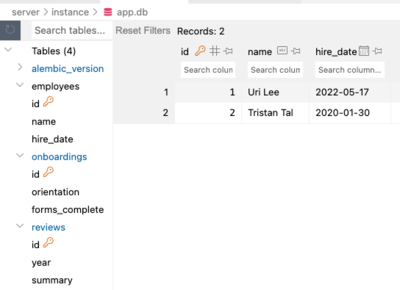 server > instance > app.db
Search tables...
Reset Filters Records: 2
Tables (4)
id name hire_date
alembic_version
Search colum Search colum Search column...
employees
1 1 Uri Lee 2022-05-17
id
2 2 Tristan Tal 2020-01-30
name
hire_date
onboardings
id
orientation
forms_complete
reviews
id
year
summary